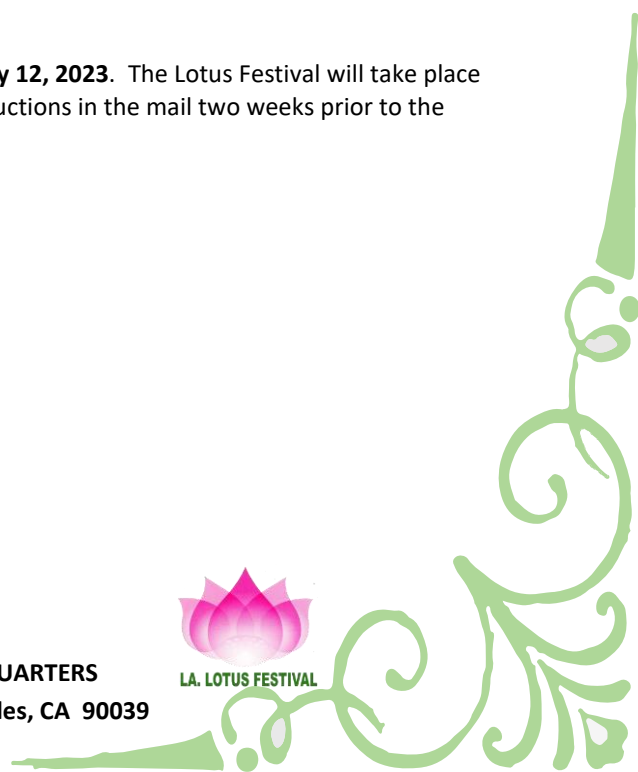 y 12, 2023. The Lotus Festival will take place
uctions in the mail two weeks prior to the
LA. LOTUS FESTIVAL
UARTERS
les, CA 90039